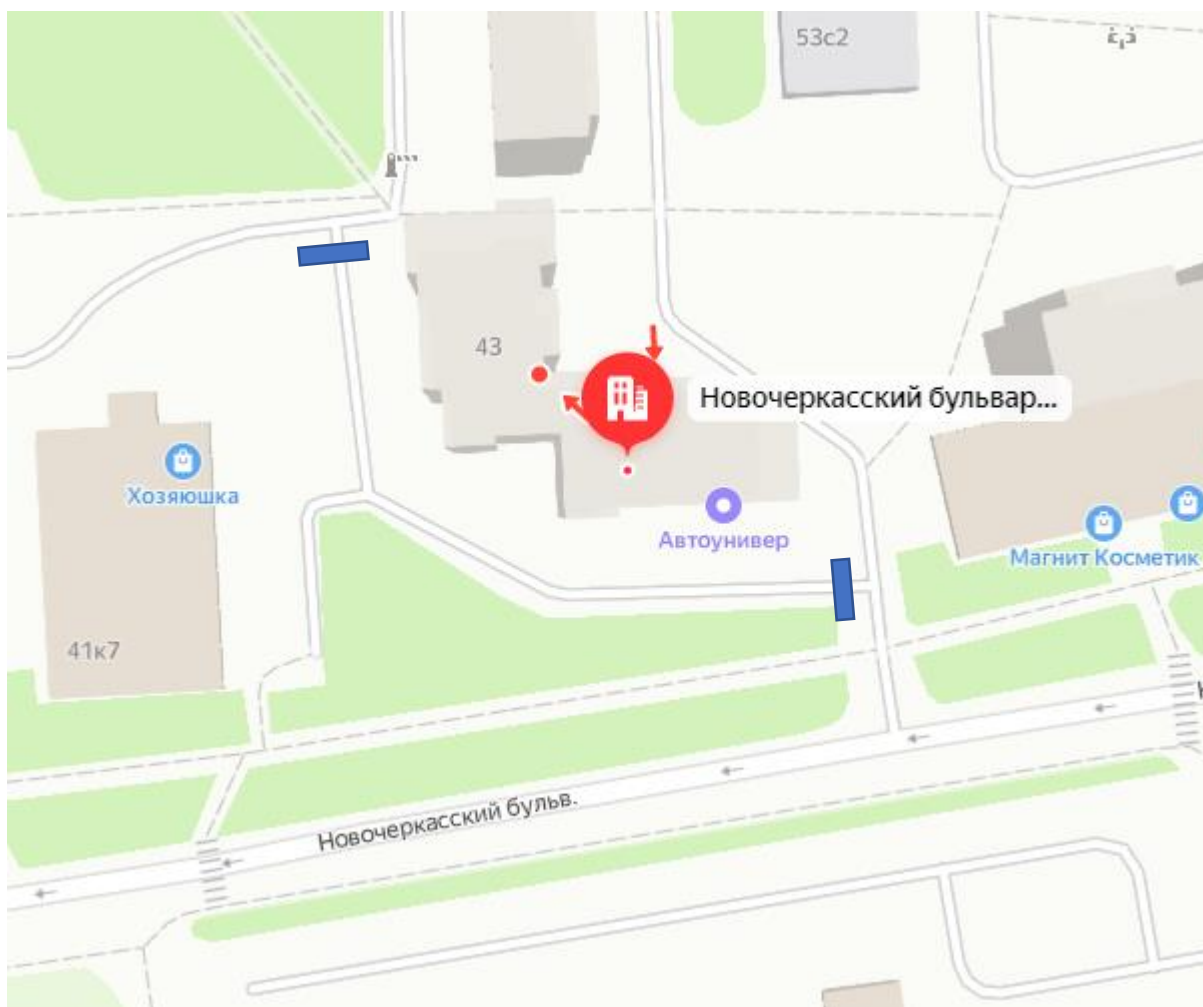 53с2
43
Новочеркасский бульвар...
Хозяюшка
Автоунивер
Магнит Косметик
41к7
Новочеркасский бульв.